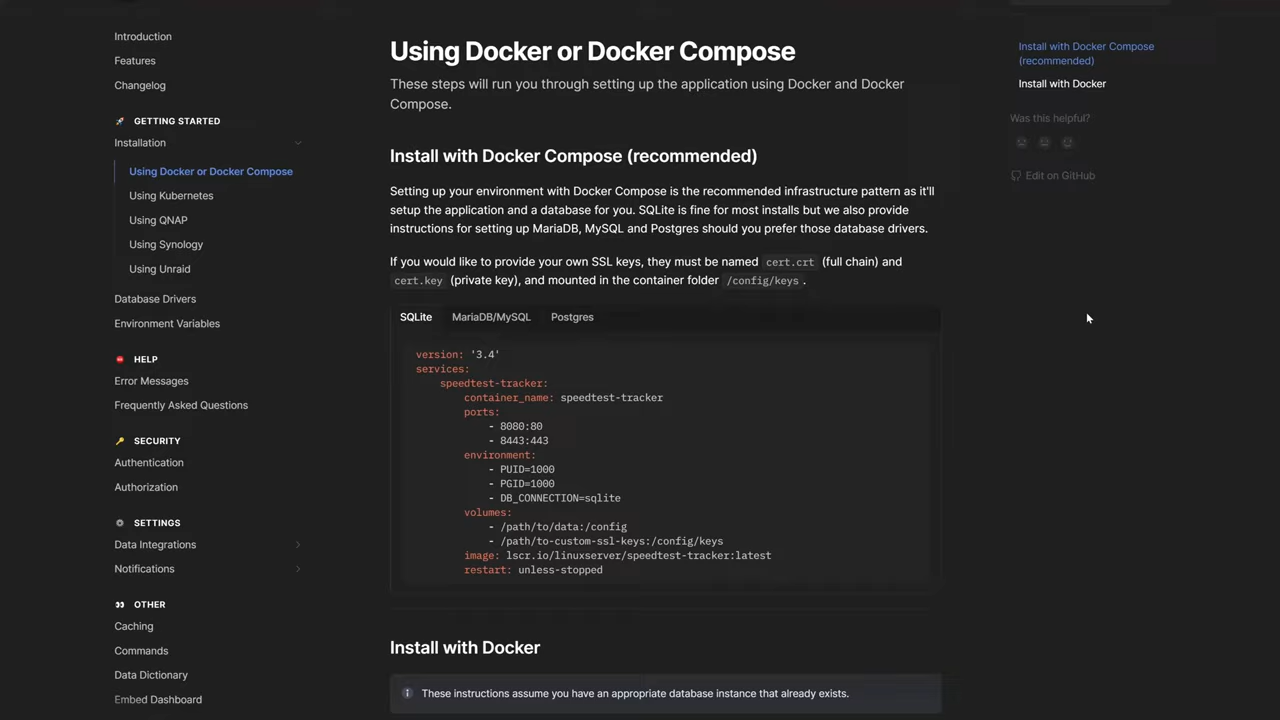 Introduction
Features
Changelog
GETTING STARTED
Installation
Using Docker or Docker Compose
Using Kubernetes
Using QNAP
Using Synology
Using Unraid
Database Drivers
Environment Variables
HELP
Error Messages
Frequently Asked Questions
SECURITY
Authentication
Authorization
SETTINGS
Data Integrations
Notifications
OTHER
Caching
Commands
Data Dictionary
Embed Dashboard
Using Docker or Docker Compose
These steps will run you through setting up the application using Docker and Docker
Compose.
Install with Docker Compose (recommended)
Setting up your environment with Docker Compose is the recommended infrastructure pattern as it'll
setup the application and a database for you. SQLite is fine for most installs but we also provide
instructions for setting up MariaDB, MySQL and Postgres should you prefer those database drivers.
If you would like to provide your own SSL keys, they must be named cert.crt (full chain) and
cert.key (private key), and mounted in the container folder /config/keys.
SQLite MariaDB/MySQL Postgres
version: '3.4'
services:
speedtest-tracker:
container_name: speedtest-tracker
ports:
- 8080:80
- 8443:443
environment:
- PUID=1000
- PGID=1000
- DB_CONNECTION=sqlite
volumes:
- /path/to/data:/config
- /path/to-custom-ssl-keys:/config/keys
image: lscr.io/linuxserver/speedtest-tracker:latest
restart: unless-stopped
Install with Docker
These instructions assume you have an appropriate database instance that already exists.
Install with Docker Compose
(recommended)
Install with Docker
Was this helpful?
Edit on GitHub